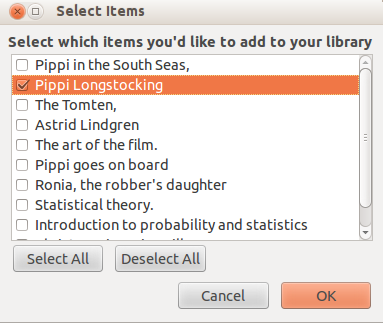 Select Items
Select which items you'd like to add to your library
Pippi in the South Seas,
Pippi Longstocking
The Tomten,
Astrid Lindgren
The art of the film.
Pippi goes on board
Ronia, the robber's daughter
Statistical theory.
Introduction to probability and statistics
Select All
Deselect All
Cancel
OK